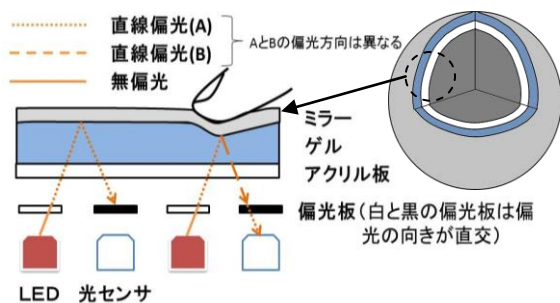 直線偏光(A)
直線偏光(B)
無偏光
AとBの偏光方向は異なる
ミラー
ゲル
アクリル板
偏光板(白と黒の偏光板は偏
光の向きが直交)
LED 光センサ